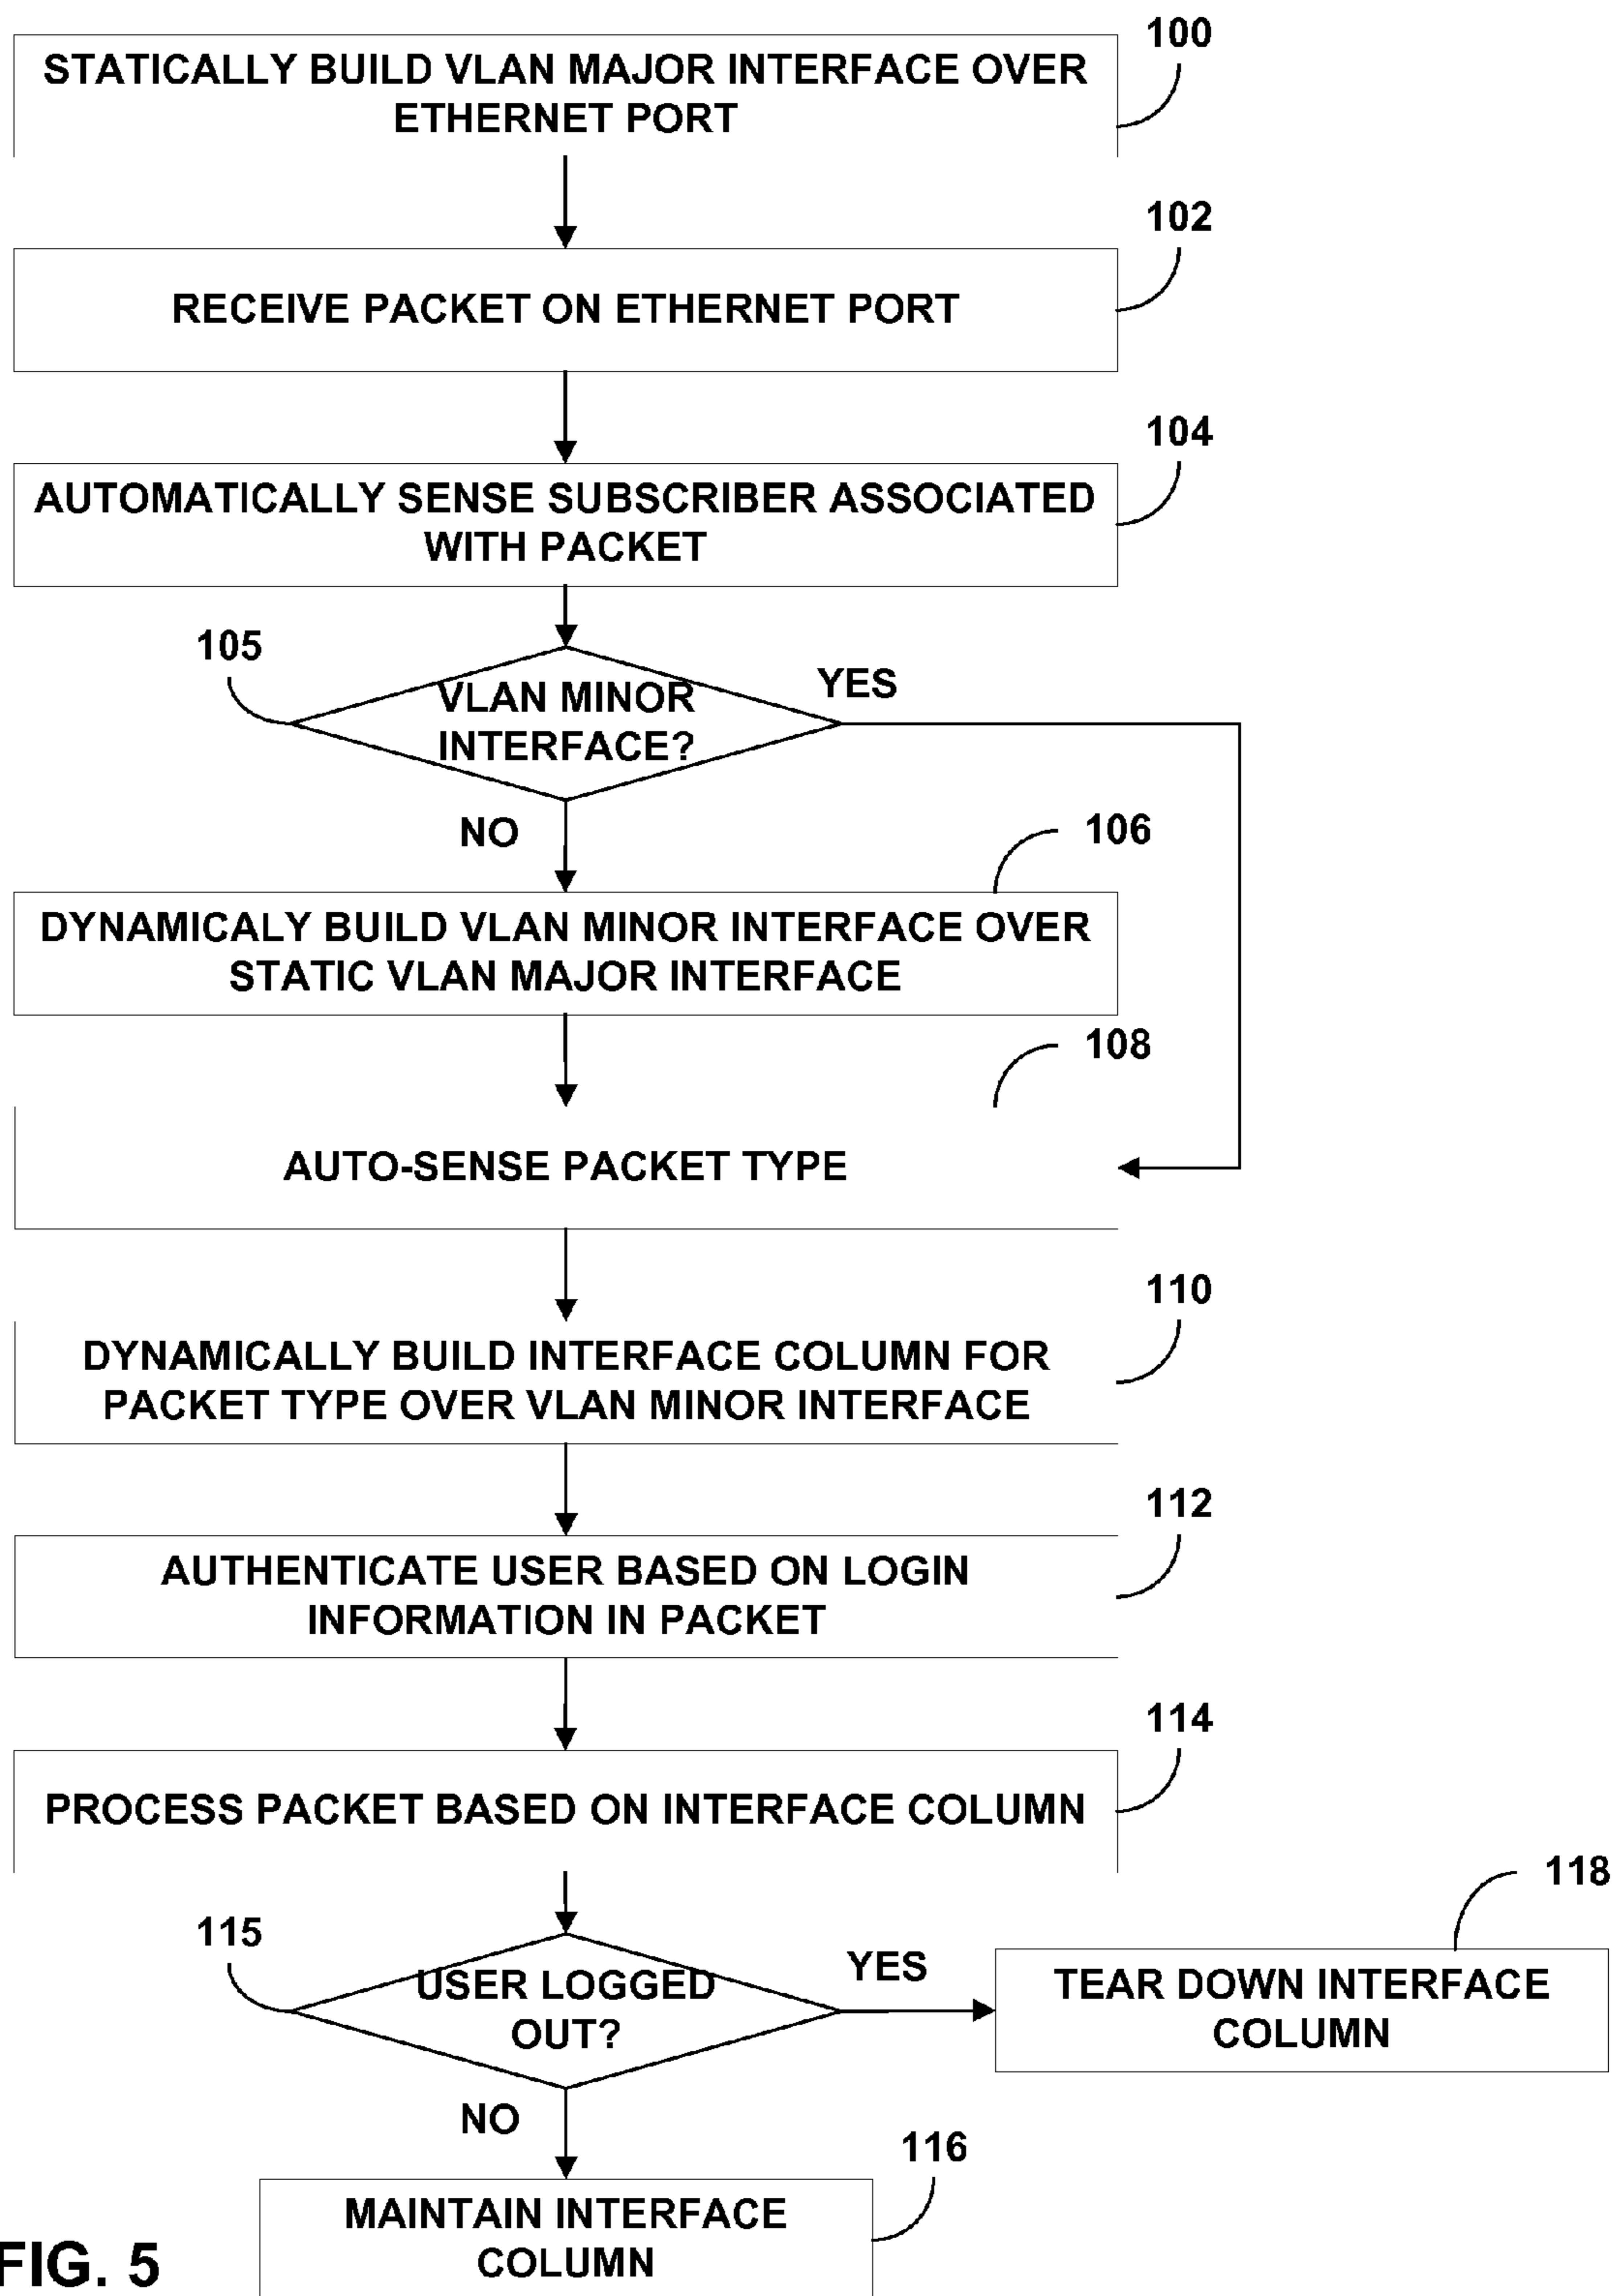 100
STATICALLY BUILD VLAN MAJOR INTERFACE OVER
ETHERNET PORT
102
RECEIVE PACKET ON ETHERNET PORT
104
AUTOMATICALLY SENSE SUBSCRIBER ASSOCIATED
WITH PACKET
105
YES
VLAN MINOR
INTERFACE?
NO
106
DYNAMICALY BUILD VLAN MINOR INTERFACE OVER
STATIC VLAN MAJOR INTERFACE
108
AUTO-SENSE PACKET TYPE
110
DYNAMICALLY BUILD INTERFACE COLUMN FOR
PACKET TYPE OVER VLAN MINOR INTERFACE
112
AUTHENTICATE USER BASED ON LOGIN
INFORMATION IN PACKET
114
PROCESS PACKET BASED ON INTERFACE COLUMN
118
115
YES
USER LOGGED
OUT?
TEAR DOWN INTERFACE
COLUMN
NO
116
MAINTAIN INTERFACE
COLUMN
FIG. 5